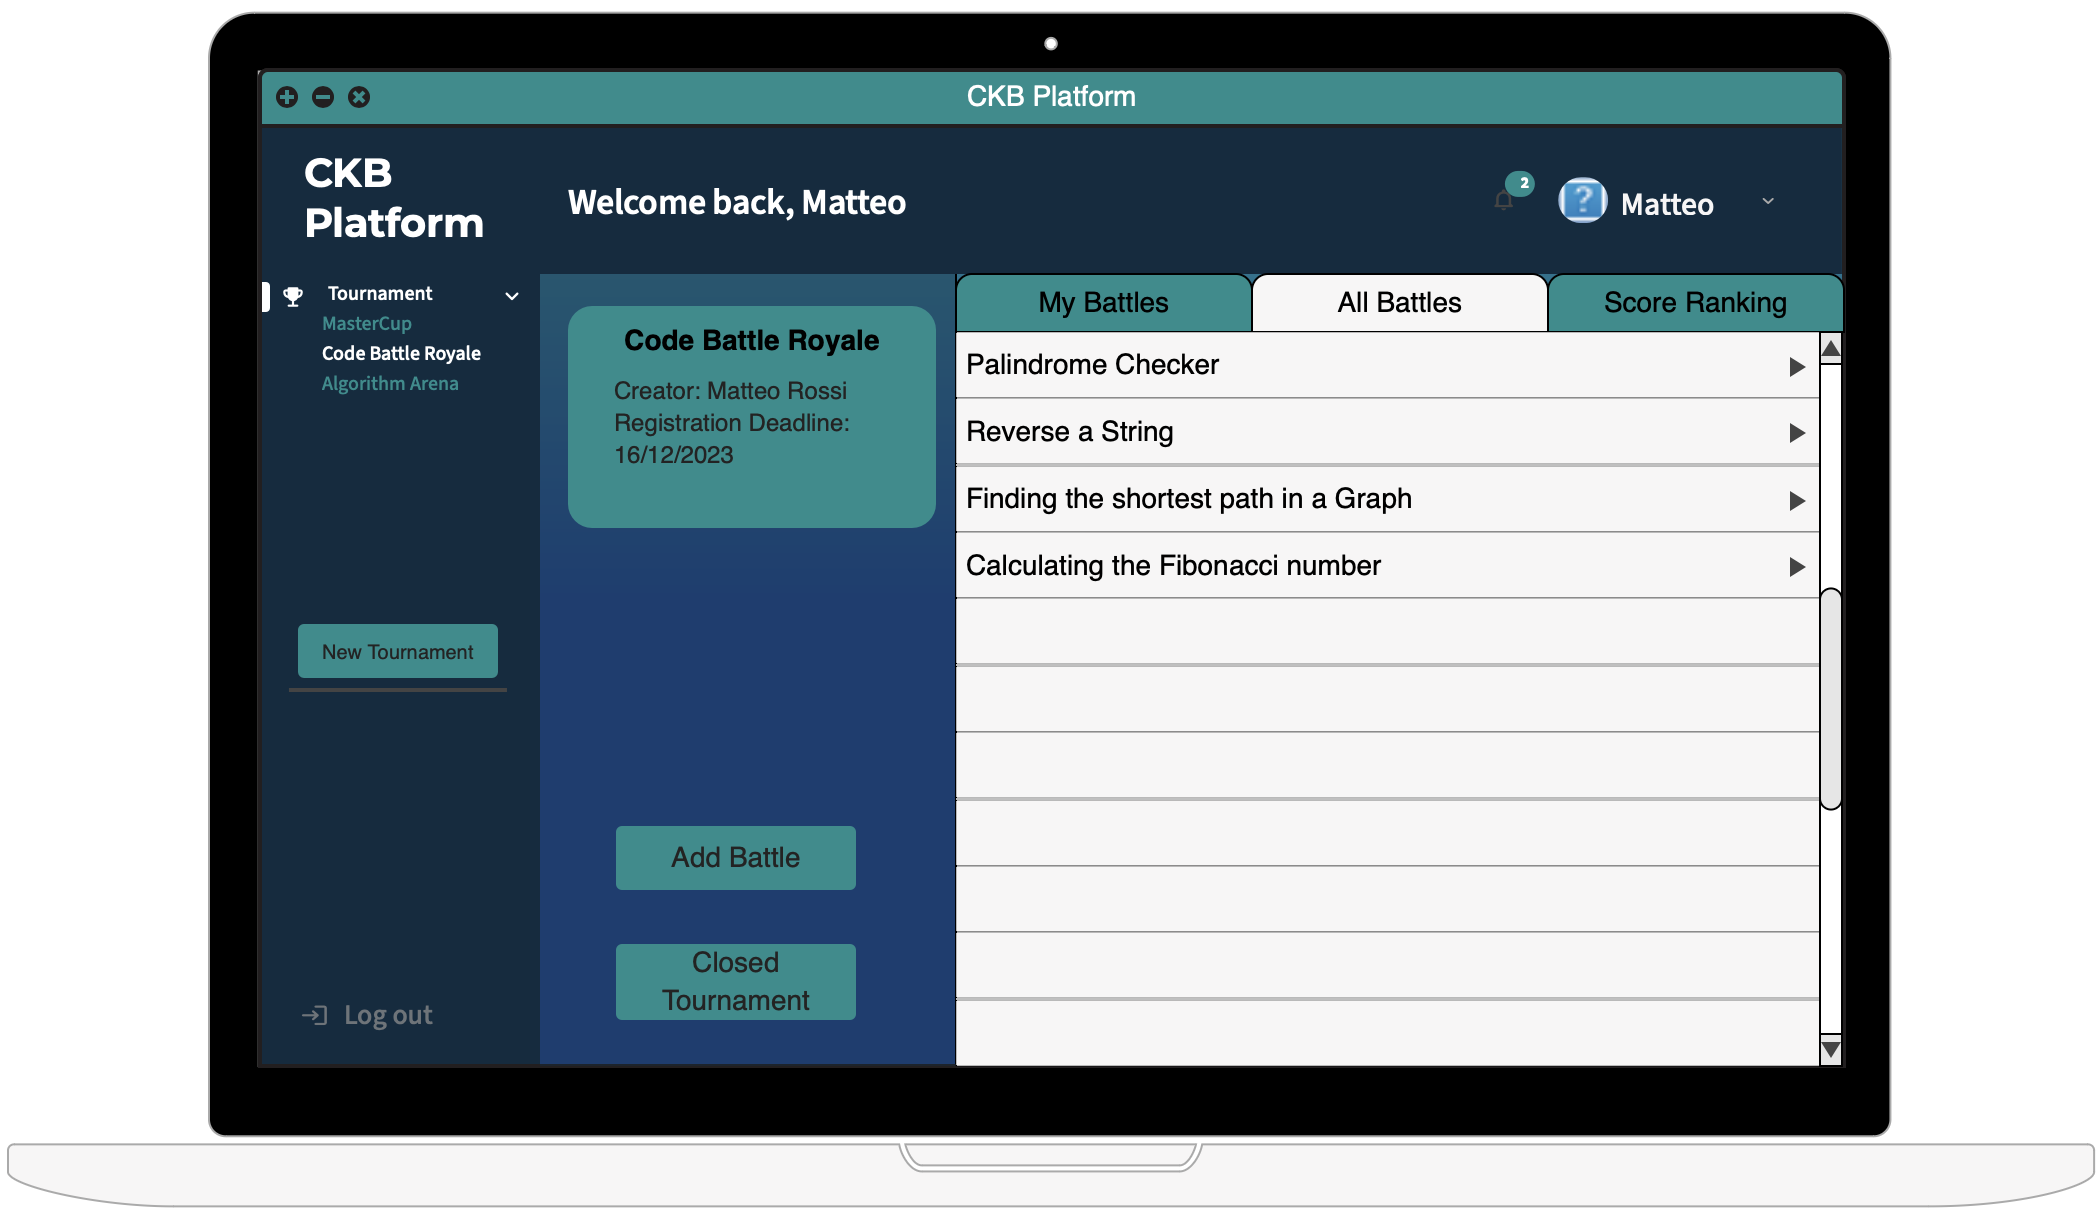 CKB Platform
CKB
Platform
Welcome back, Matteo
2
Matteo
Tournament
MasterCup
Code Battle Royale
Algorithm Arena
New Tournament
Log out
Code Battle Royale
Creator: Matteo Rossi
Registration Deadline:
16/12/2023
Add Battle
Closed
Tournament
My Battles
All Battles
Score Ranking
Palindrome Checker
Reverse a String
Finding the shortest path in a Graph
Calculating the Fibonacci number